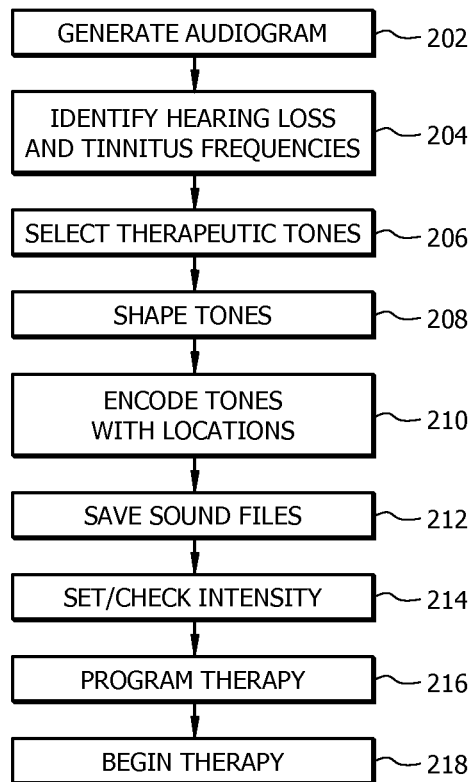 GENERATE AUDIOGRAM
202
IDENTIFY HEARING LOSS
AND TINNITUS FREQUENCIES
204
SELECT THERAPEUTIC TONES
206
SHAPE TONES
208
ENCODE TONES
WITH LOCATIONS
210
SAVE SOUND FILES
212
SET/CHECK INTENSITY
214
PROGRAM THERAPY
216
BEGIN THERAPY
218